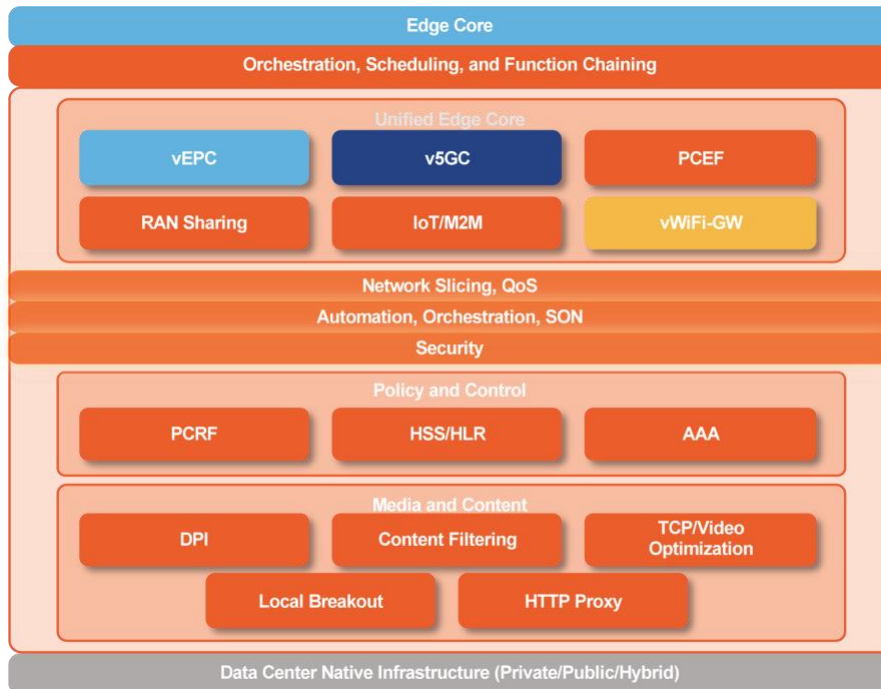 Edge Core
Orchestration, Scheduling, and Function Chaining
Unified Edge Core
vEPC
v5GC
PCEF
RAN Sharing
IoT/M2M
vWiFi-GW
Network Slicing, QoS
Automation, Orchestration, SON
Security
Policy and Control
PCRF
HSS/HLR
AAA
Media and Content
DPI
Content Filtering
TCP/Video
Optimization
Local Breakout
HTTP Proxy
Data Center Native Infrastructure (Private/Public/Hybrid)